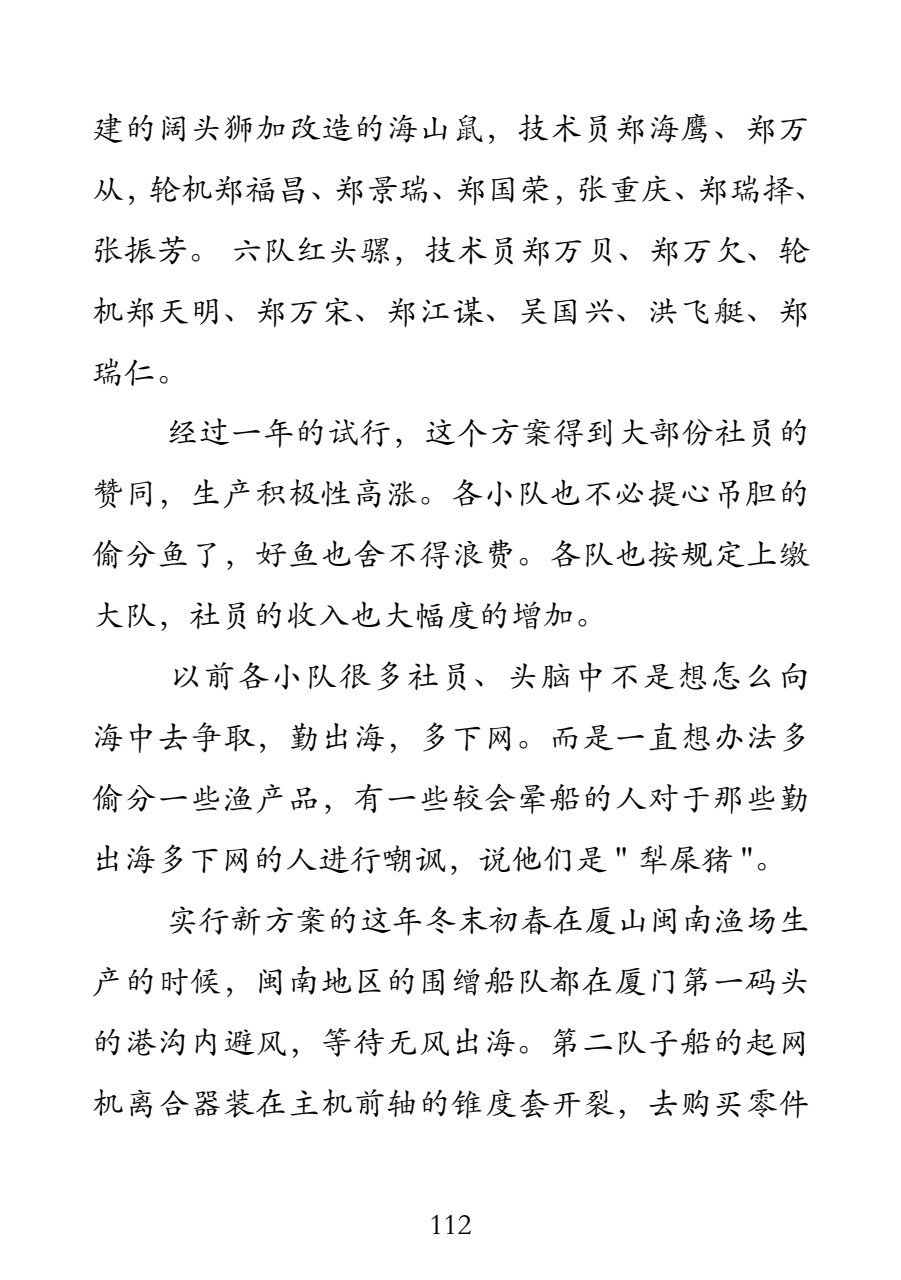 建的阔头狮加改造的海山鼠，技术员郑海鹰、郑万
从，轮机郑福昌、郑景瑞、郑国荣，张重庆、郑瑞择、
张振芳。 六队红头骡，技术员郑万贝、郑万欠、轮
机郑天明、郑万宋、郑江谋、吴国兴、洪飞艇、郑
瑞仁。
经过一年的试行，这个方案得到大部份社员的
赞同，生产积极性高涨。各小队也不必提心吊胆的
偷分鱼了，好鱼也舍不得浪费。各队也按规定上缴
大队，社员的收入也大幅度的增加。
以前各小队很多社员、头脑中不是想怎么向
海中去争取，勤出海，多下网。而是一直想办法多
偷分一些渔产品，有一些较会晕船的人对于那些勤
出海多下网的人进行嘲讽，说他们是 " 犁屎猪 "。
实行新方案的这年冬末初春在厦山闽南渔场生
产的时候，闽南地区的围缯船队都在厦门第一码头
的港沟内避风，等待无风出海。第二队子船的起网
机离合器装在主机前轴的锥度套开裂，去购买零件
112